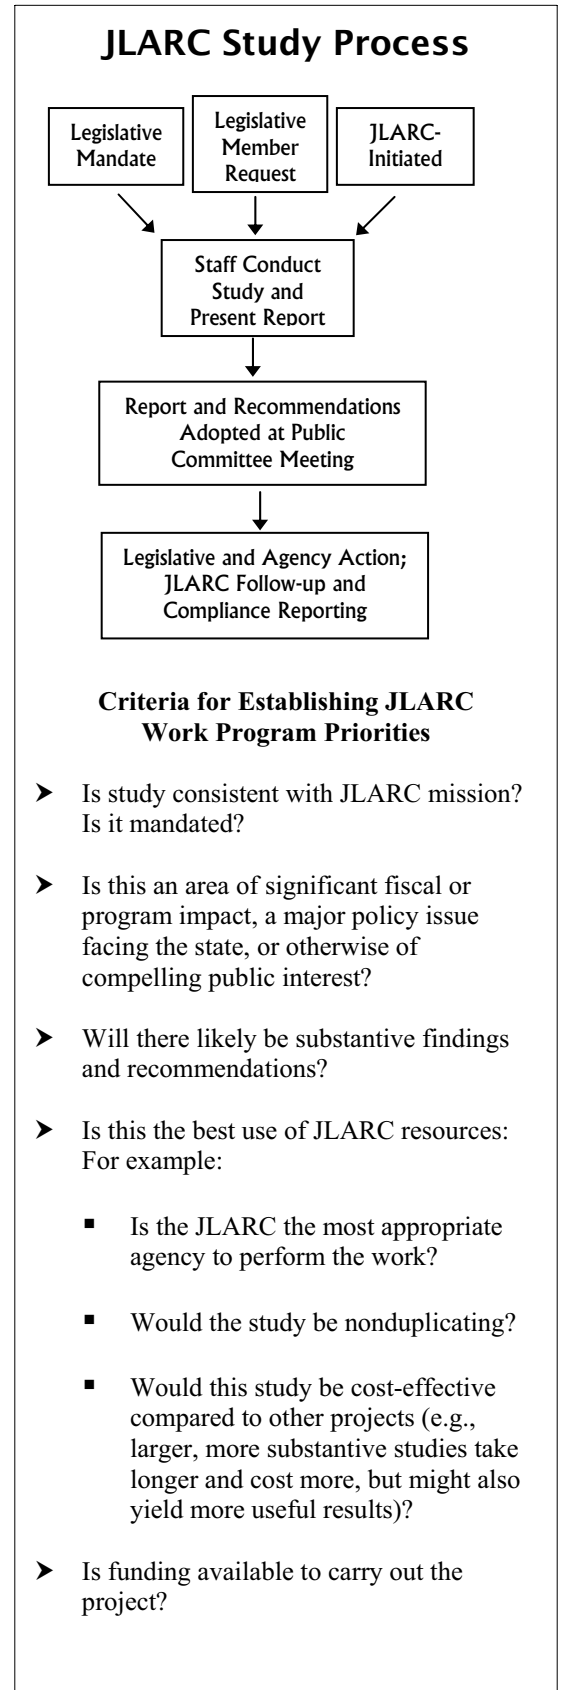 JLARC Study Process
Legislative
Mandate
Legislative
Member
Request
JLARC-
Initiated
Staff Conduct
Study and
Present Report
Report and Recommendations
Adopted at Public
Committee Meeting
Legislative and Agency Action;
JLARC Follow-up and
Compliance Reporting
Criteria for Establishing JLARC
Work Program Priorities
➤ Is study consistent with JLARC mission?
Is it mandated?
➤ Is this an area of significant fiscal or
program impact, a major policy issue
facing the state, or otherwise of
compelling public interest?
➤ Will there likely be substantive findings
and recommendations?
➤ Is this the best use of JLARC resources:
For example:
▪ Is the JLARC the most appropriate
agency to perform the work?
▪ Would the study be nonduplicating?
▪ Would this study be cost-effective
compared to other projects (e.g.,
larger, more substantive studies take
longer and cost more, but might also
yield more useful results)?
➤ Is funding available to carry out the
project?